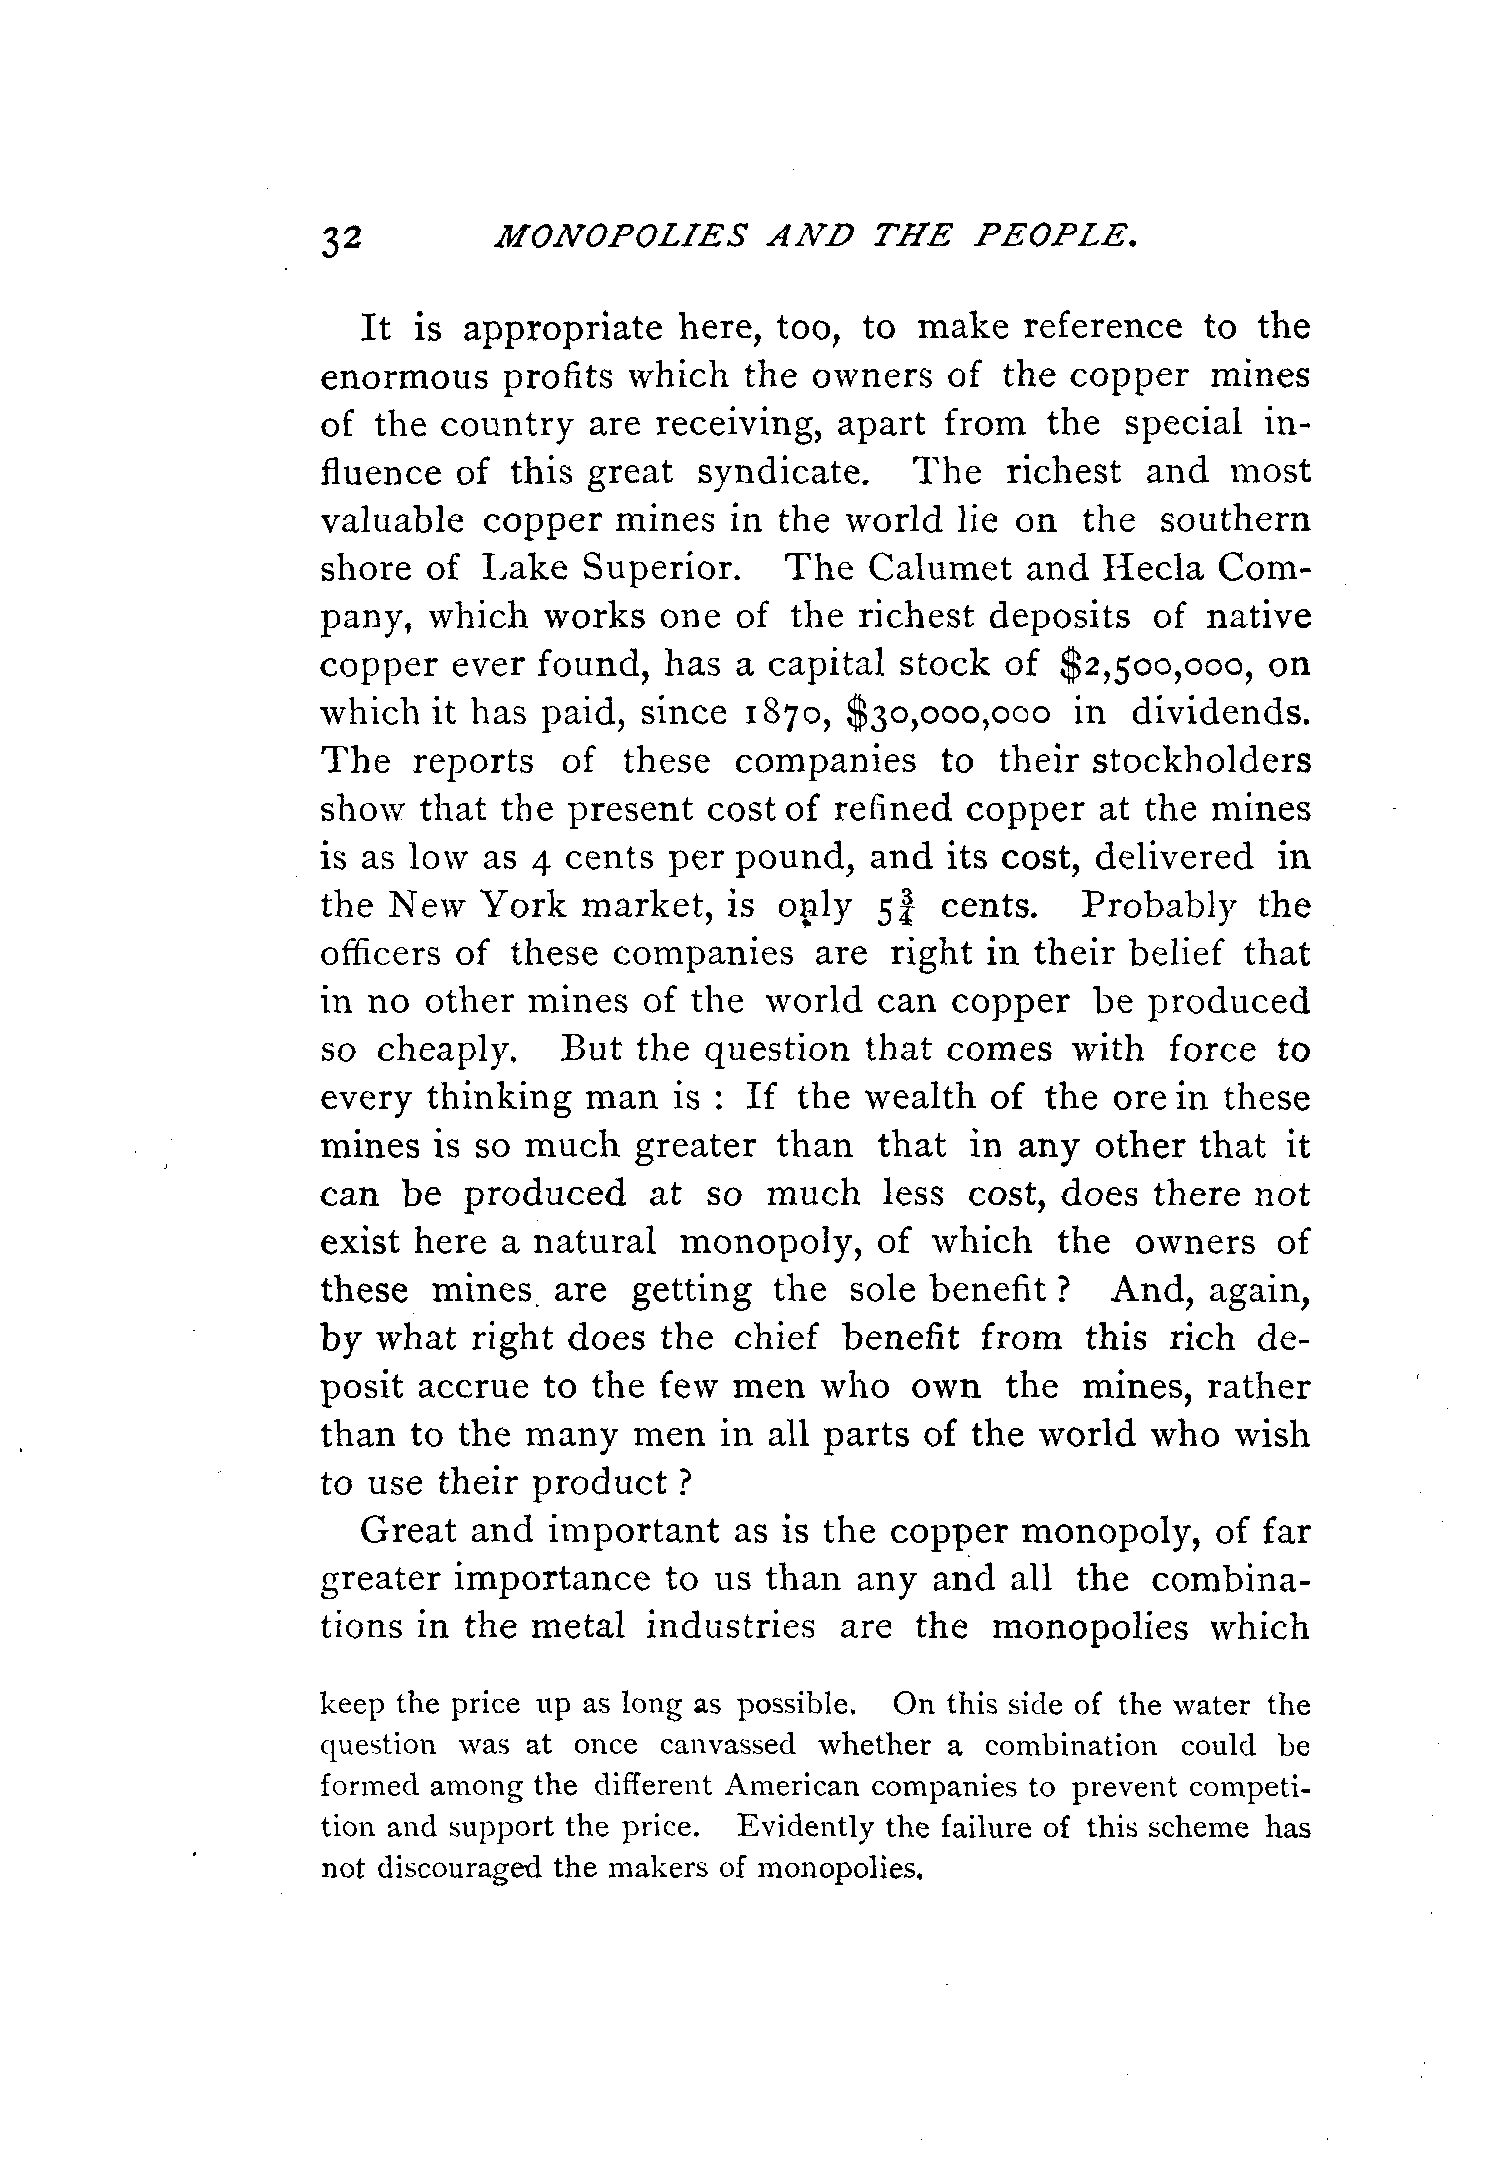 32 MONOPOLIES AND THE PEOPLE.
It is appropriate here, too, to make reference to the
enormous profits which the owners of the copper mines
of the country are receiving, apart from the special in-
fluence of this great syndicate. The richest and most
valuable copper mines in the world lie on the southern
shore of Lake Superior. The Calumet and Hecla Com-
pany, which works one of the richest deposits of native
copper ever found, has a capital stock of $2,500,000, on
which it has paid, since 1870, $30,000,000 in dividends.
The reports of these companies to their stockholders
show that the present cost of refined copper at the mines
is as low as 4 cents per pound, and its cost, delivered in
the New York market, is only 5¾ cents. Probably the
officers of these companies are right in their belief that
in no other mines of the world can copper be produced
so cheaply. But the question that comes with force to
every thinking man is : If the wealth of the ore in these
mines is so much greater than that in any other that it
can be produced at so much less cost, does there not
exist here a natural monopoly, of which the owners of
these mines are getting the sole benefit ? And, again,
by what right does the chief benefit from this rich de-
posit accrue to the few men who own the mines, rather
than to the many men in all parts of the world who wish
to use their product ?
Great and important as is the copper monopoly, of far
greater importance to us than any and all the combina-
tions in the metal industries are the monopolies which
keep the price up as long as possible. On this side of the water the
question was at once canvassed whether a combination could be
formed among the different American companies to prevent competi-
tion and support the price. Evidently the failure of this scheme has
not discouraged the makers of monopolies.